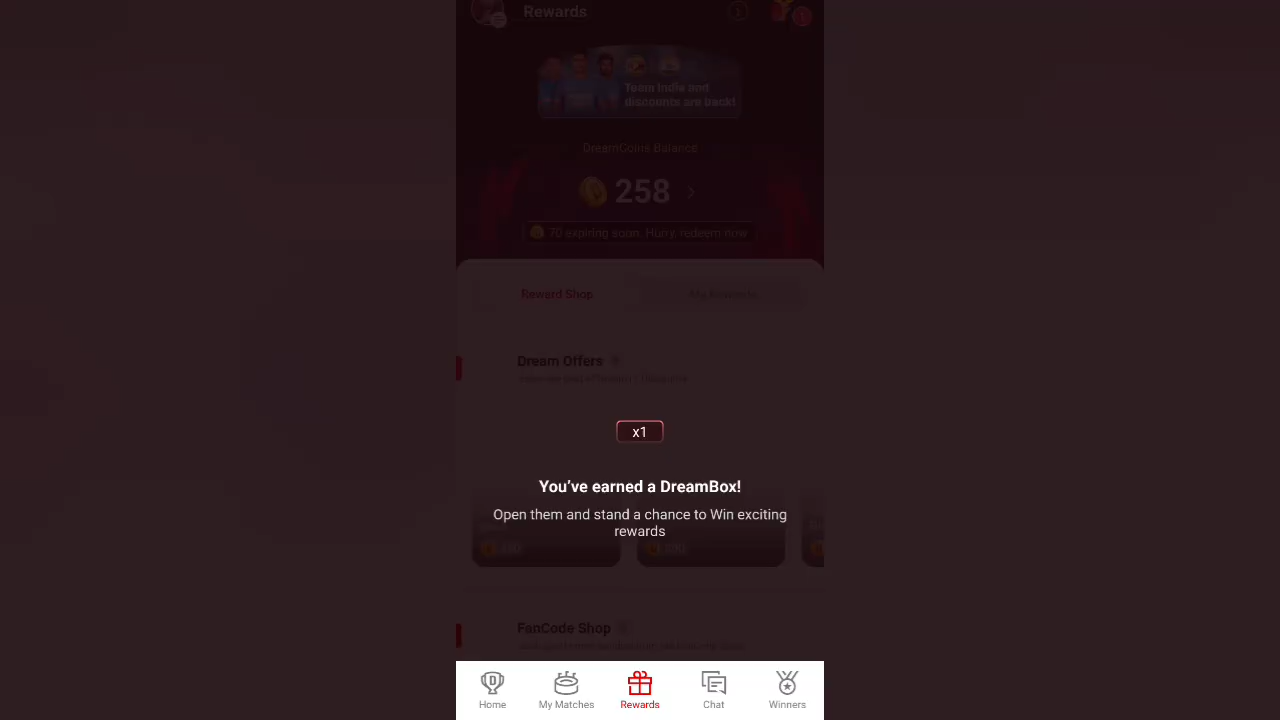 Rewards
1
Team India and
discounts are back!
DreamCoins Balance
258
70 expiring soon. Hurry, redeem now
Reward Shop
My Rewards
Dream Offers
x1
You’ve earned a DreamBox!
Open them and stand a chance to Win exciting
rewards
FanCode Shop
Home
My Matches
Rewards
Chat
Winners